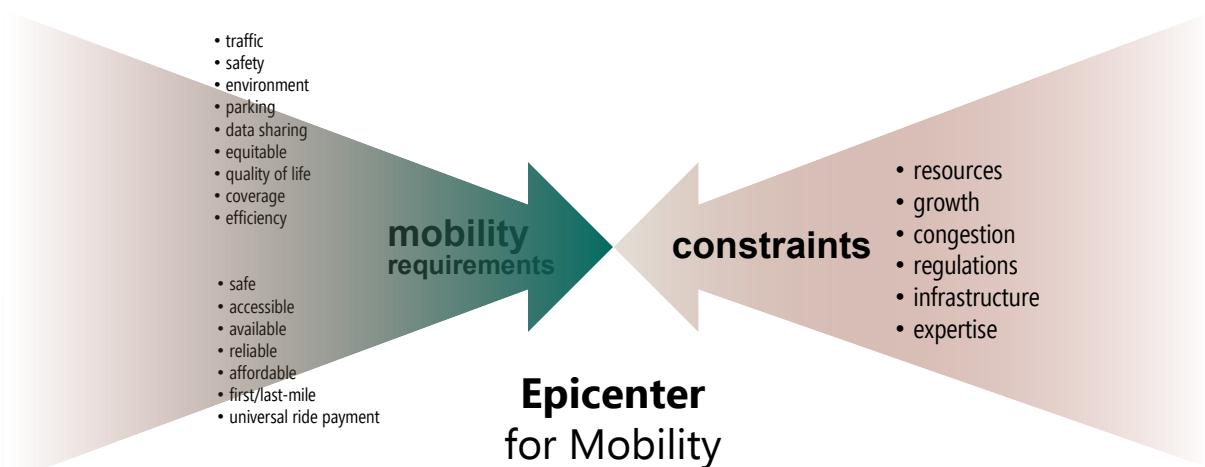 • traffic
• safety
• environment
• parking
• data sharing
• equitable
• quality of life
• coverage
• efficiency
mobility
requirements
• safe
• accessible
• available
• reliable
• affordable
• first/last-mile
• universal ride payment
constraints
• resources
• growth
• congestion
• regulations
• infrastructure
• expertise
Epicenter
for Mobility